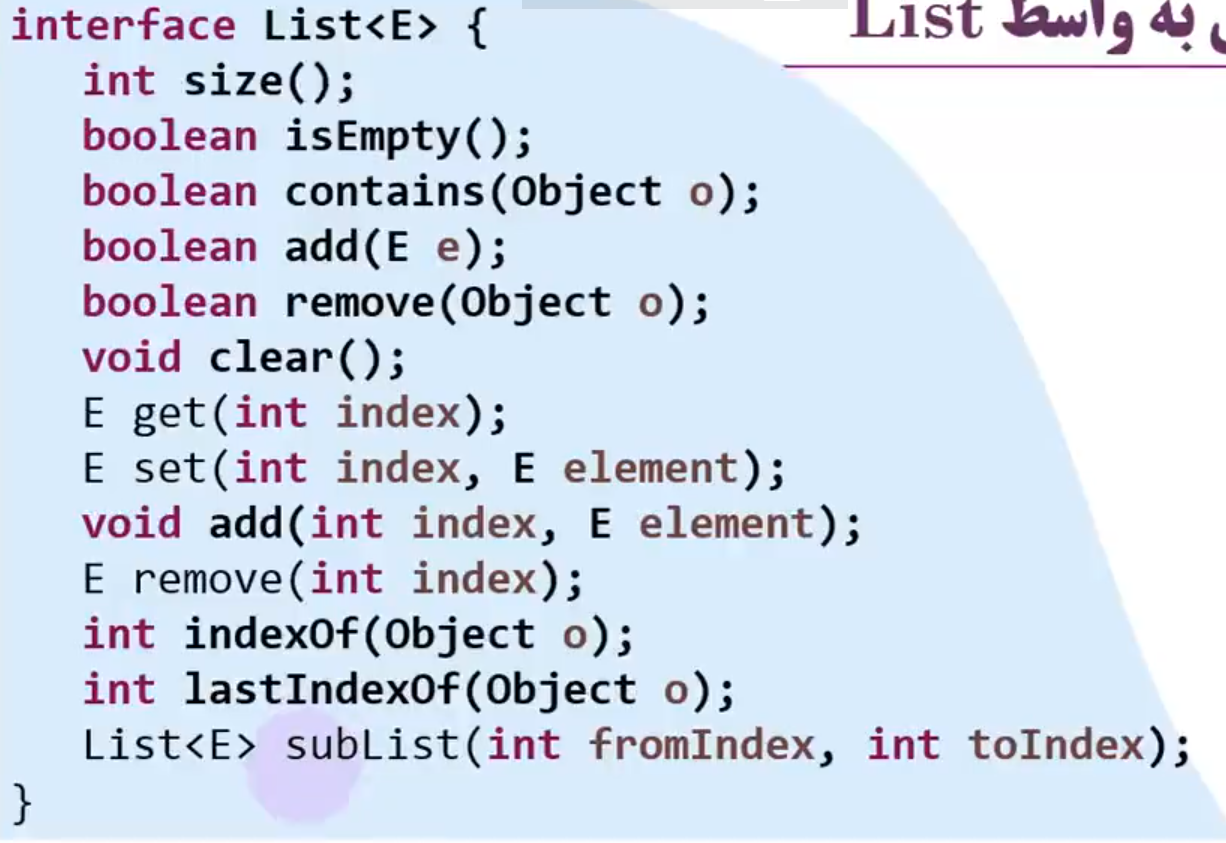 به واسط List
interface List<E> {
int size();
boolean isEmpty();
boolean contains(Object o);
boolean add(E e);
boolean remove(Object o);
void clear();
E get(int index);
E set(int index, E element);
void add(int index, E element);
E remove(int index);
int indexOf(Object o);
int lastIndexOf(Object o);
List<E> subList(int fromIndex, int toIndex);
}